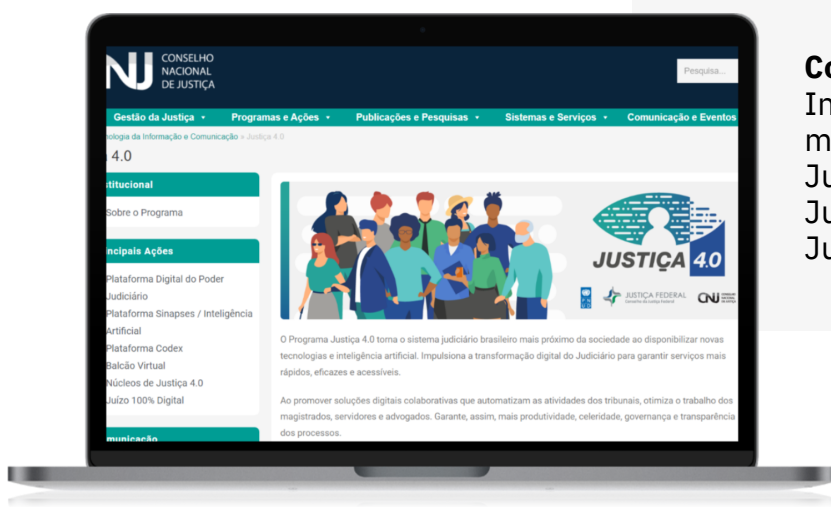 CONSELHO
NACIONAL
DE JUSTIÇA
Pesquisa...
Gestão da Justiça
Programas e Ações
Publicações e Pesquisas
Sistemas e Serviços
Comunicação e Eventos
da Informação e Comunicação » Justiça 4.0
4.0
Sobre o Programa
Ações
Plataforma Digital do Poder
Judiciário
Plataforma Sinapses / Inteligência
Artificial
Plataforma Codex
Balcão Virtual
Núcleos de Justiça 4.0
Juízo 100% Digital
JUSTIÇA 4.0
JUSTIÇA FEDERAL
Conselho da Justiça Federal
CNJ
O Programa Justiça 4.0 torna o sistema judiciário brasileiro mais próximo da sociedade ao disponibilizar novas
tecnologias e inteligência artificial. Impulsiona a transformação digital do Judiciário para garantir serviços mais
rápidos, eficazes e acessíveis.
Ao promover soluções digitais colaborativas que automatizam as atividades dos tribunais, otimiza o trabalho dos
magistrados, servidores e advogados. Garante, assim, mais produtividade, celeridade, governança e transparência
dos processos.
Co
In
m
Ju
Ju
Ju